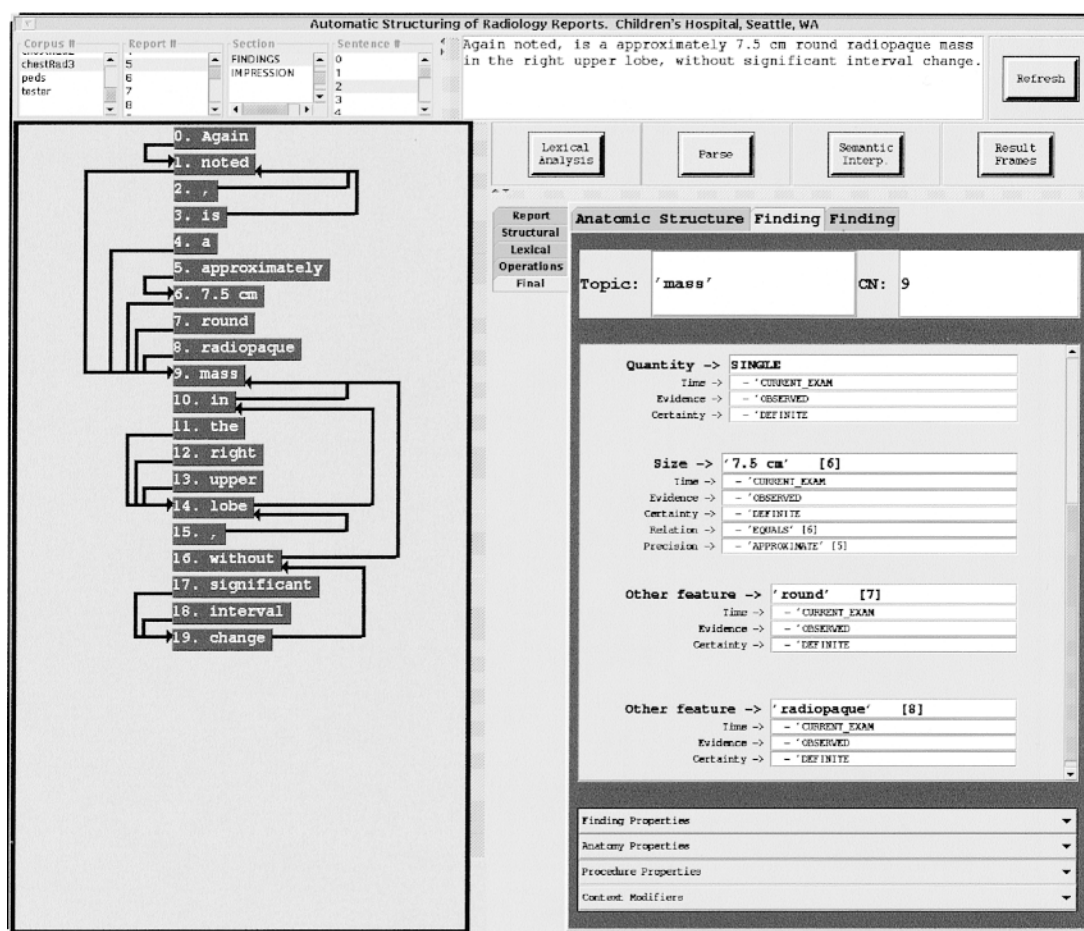 Automatic Structuring of Radiology Reports. Children's Hospital, Seattle, WA
Corpus #
chestRad3
peds
tester
Report #
5
6
7
8
Section
FINDINGS
IMPRESSION
Sentence #
0
1
2
3
4
Again noted, is a approximately 7.5 cm round radiopaque mass
in the right upper lobe, without significant interval change.
Refresh
Lexical
Analysis
Parse
Semantic
Interp.
Result
Frames
0. Again
1. noted
2. ,
3. is
4. a
5. approximately
6. 7.5 cm
7. round
8. radiopaque
9. mass
10. in
11. the
12. right
13. upper
14. lobe
15. ,
16. without
17. significant
18. interval
19. change
Report
Structural
Lexical
Operations
Final
Anatomic Structure Finding Finding
Topic: 'mass' CN: 9
Quantity -> SINGLE
Time -> - 'CURRENT_EXAM
Evidence -> - 'OBSERVED
Certainty -> - 'DEFINITE
Size -> '7.5 cm' [6]
Time -> - 'CURRENT_EXAM
Evidence -> - 'OBSERVED
Certainty -> - 'DEFINITE
Relation -> - 'EQUALS' [6]
Precision -> - 'APPROXIMATE' [5]
Other feature -> 'round' [7]
Time -> - 'CURRENT_EXAM
Evidence -> - 'OBSERVED
Certainty -> - 'DEFINITE
Other feature -> 'radiopaque' [8]
Time -> - 'CURRENT_EXAM
Evidence -> - 'OBSERVED
Certainty -> - 'DEFINITE
Finding Properties
Anatomy Properties
Procedure Properties
Context Modifiers